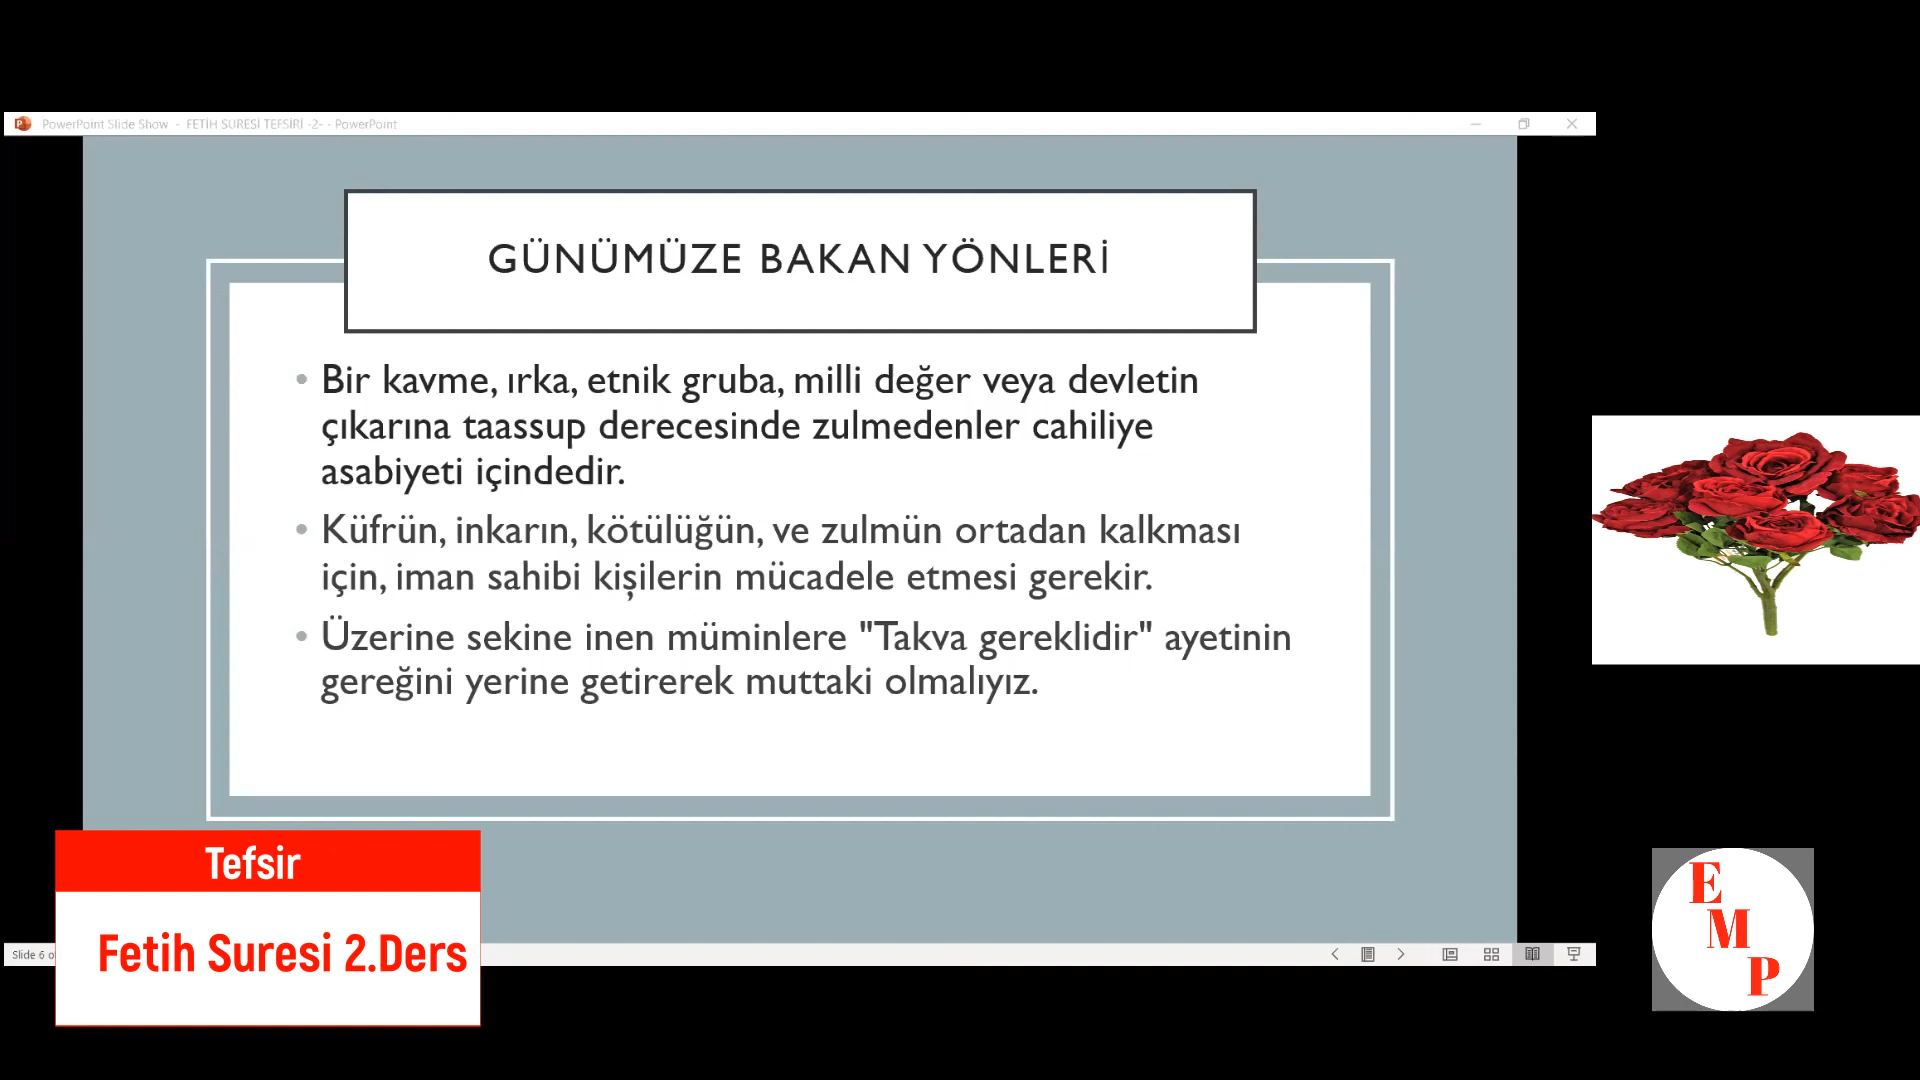 PowerPoint Slide Show - FETİH SURESİ TEFSİRİ -2- - PowerPoint
GÜNÜMÜZE BAKAN YÖNLERİ
• Bir kavme, ırka, etnik gruba, milli değer veya devletin
çıkarına taassup derecesinde zulmedenler cahiliye
asabiyeti içindedir.
• Küfrün, inkarın, kötülüğün, ve zulmün ortadan kalkması
için, iman sahibi kişilerin mücadele etmesi gerekir.
• Üzerine sekine inen müminlere "Takva gereklidir" ayetinin
gereğini yerine getirerek muttaki olmalıyız.
Slide 6 o
Tefsir
Fetih Suresi 2.Ders
E
M
P